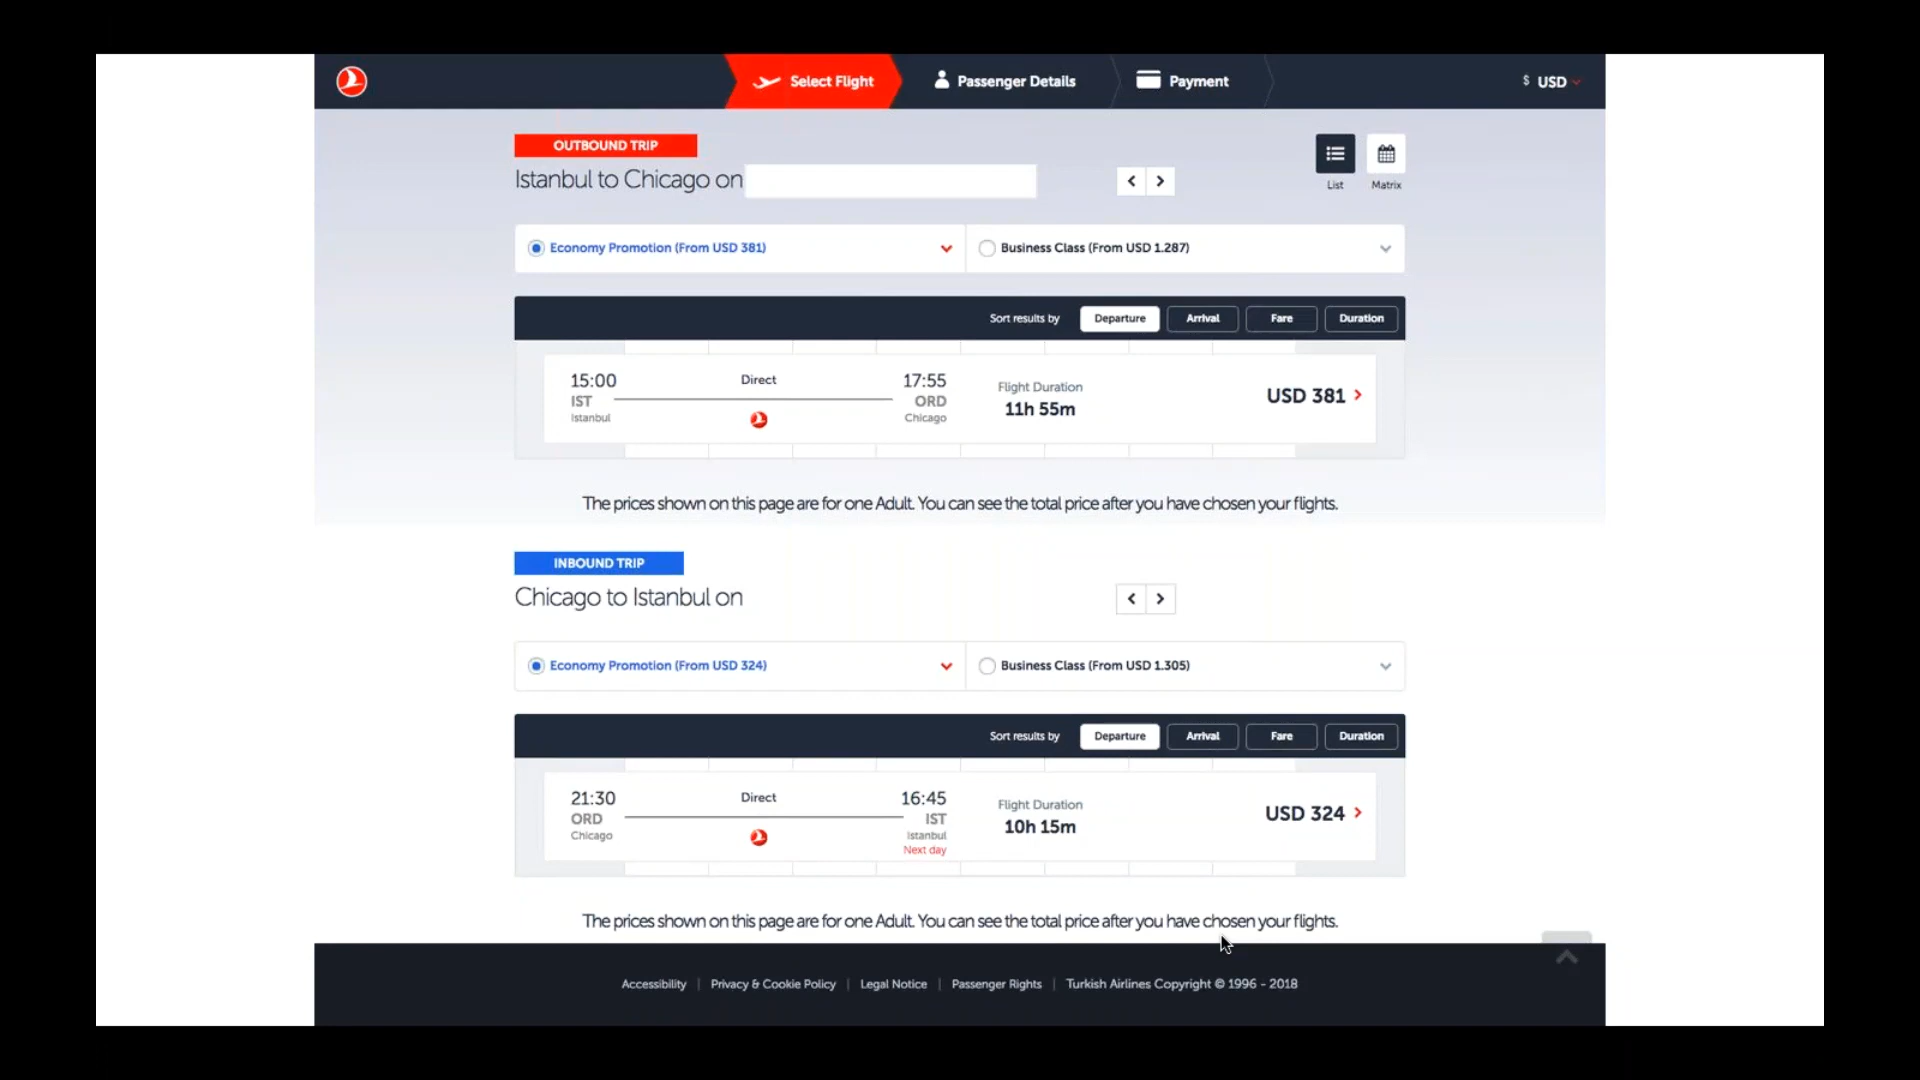 Select Flight
Passenger Details
Payment
$ USD
OUTBOUND TRIP
Istanbul to Chicago on
List
Matrix
Economy Promotion (From USD 381)
Business Class (From USD 1.287)
Sort results by
Departure
Arrival
Fare
Duration
15:00
Direct
17:55
Flight Duration
IST
ORD
11h 55m
USD 381
Istanbul
Chicago
The prices shown on this page are for one Adult. You can see the total price after you have chosen your flights.
INBOUND TRIP
Chicago to Istanbul on
Economy Promotion (From USD 324)
Business Class (From USD 1.305)
Sort results by
Departure
Arrival
Fare
Duration
21:30
Direct
16:45
Flight Duration
ORD
IST
10h 15m
USD 324
Chicago
Istanbul
Next day
The prices shown on this page are for one Adult. You can see the total price after you have chosen your flights.
Accessibility | Privacy & Cookie Policy | Legal Notice | Passenger Rights | Turkish Airlines Copyright © 1996 - 2018